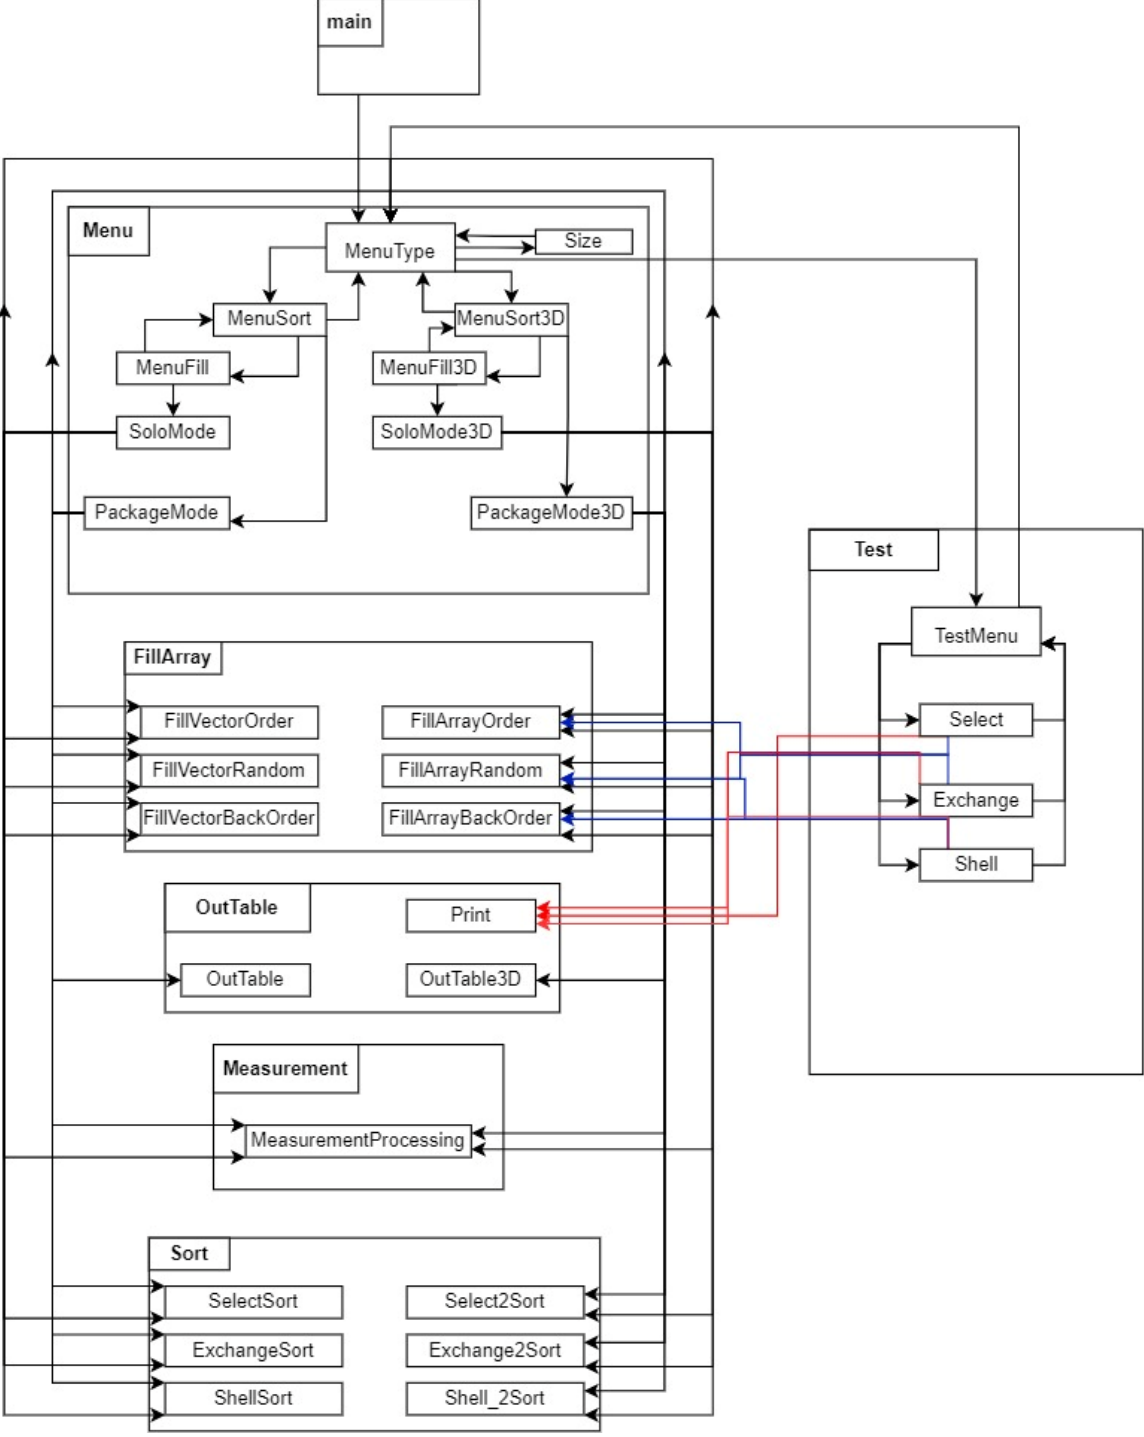 main
Menu
MenuType
Size
MenuSort
MenuSort3D
MenuFill
MenuFill3D
SoloMode
SoloMode3D
PackageMode
PackageMode3D
Test
TestMenu
Select
Exchange
Shell
FillArray
FillVectorOrder
FillArrayOrder
FillVectorRandom
FillArrayRandom
FillVectorBackOrder
FillArrayBackOrder
OutTable
Print
OutTable
OutTable3D
Measurement
MeasurementProcessing
Sort
SelectSort
Select2Sort
ExchangeSort
Exchange2Sort
ShellSort
Shell_2Sort